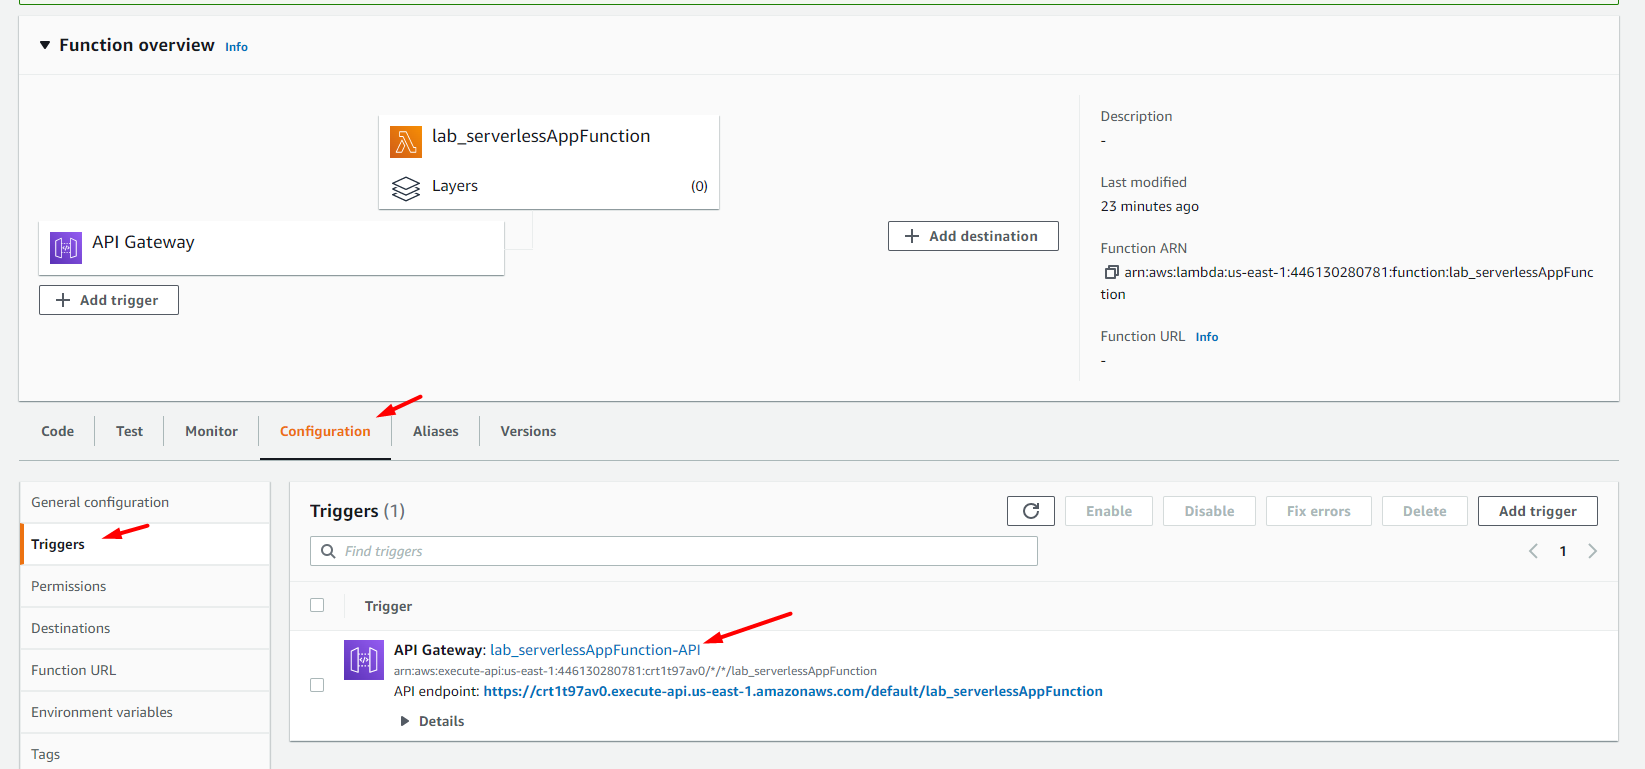 Function overview Info
lab_serverlessAppFunction
Layers (0)
API Gateway
Add trigger
Add destination
Description
-
Last modified
23 minutes ago
Function ARN
arn:aws:lambda:us-east-1:446130280781:function:lab_serverlessAppFunc
tion
Function URL Info
-
Code Test Monitor Configuration Aliases Versions
General configuration
Triggers
Permissions
Destinations
Function URL
Environment variables
Tags
Triggers (1)
Enable Disable Fix errors Delete Add trigger
Find triggers
1
Trigger
API Gateway: lab_serverlessAppFunction-API
arn:aws:execute-api:us-east-1:446130280781:crt1t97av0/*/*/lab_serverlessAppFunction
API endpoint: https://crt1t97av0.execute-api.us-east-1.amazonaws.com/default/lab_serverlessAppFunction
Details